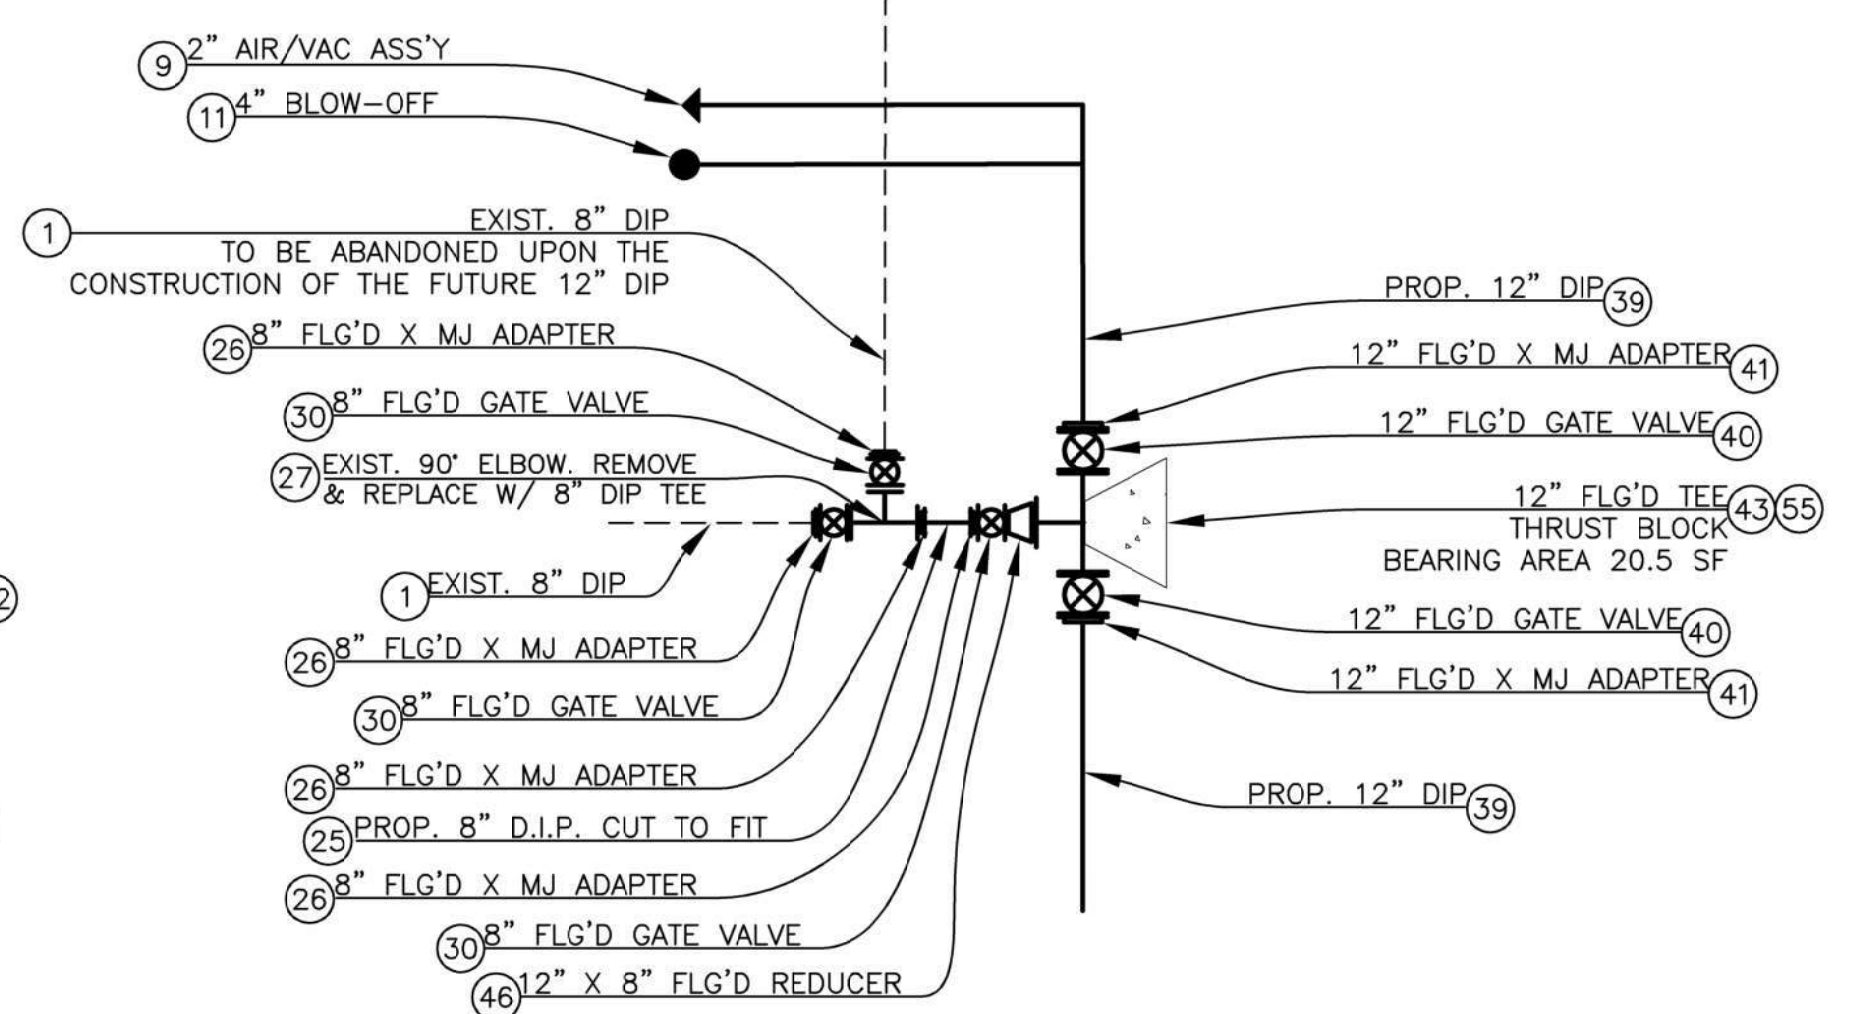 9 2” AIR/VAC ASS’Y
11 4” BLOW-OFF
1 EXIST. 8” DIP
TO BE ABANDONED UPON THE
CONSTRUCTION OF THE FUTURE 12” DIP
26 8” FLG’D X MJ ADAPTER
30 8” FLG’D GATE VALVE
27 EXIST. 90° ELBOW. REMOVE
& REPLACE W/ 8” DIP TEE
1 EXIST. 8” DIP
26 8” FLG’D X MJ ADAPTER
30 8” FLG’D GATE VALVE
26 8” FLG’D X MJ ADAPTER
25 PROP. 8” D.I.P. CUT TO FIT
26 8” FLG’D X MJ ADAPTER
30 8” FLG’D GATE VALVE
46 12” X 8” FLG’D REDUCER
PROP. 12” DIP 39
12” FLG’D X MJ ADAPTER 41
12” FLG’D GATE VALVE 40
12” FLG’D TEE 43 55
THRUST BLOCK
BEARING AREA 20.5 SF
12” FLG’D GATE VALVE 40
12” FLG’D X MJ ADAPTER 41
PROP. 12” DIP 39